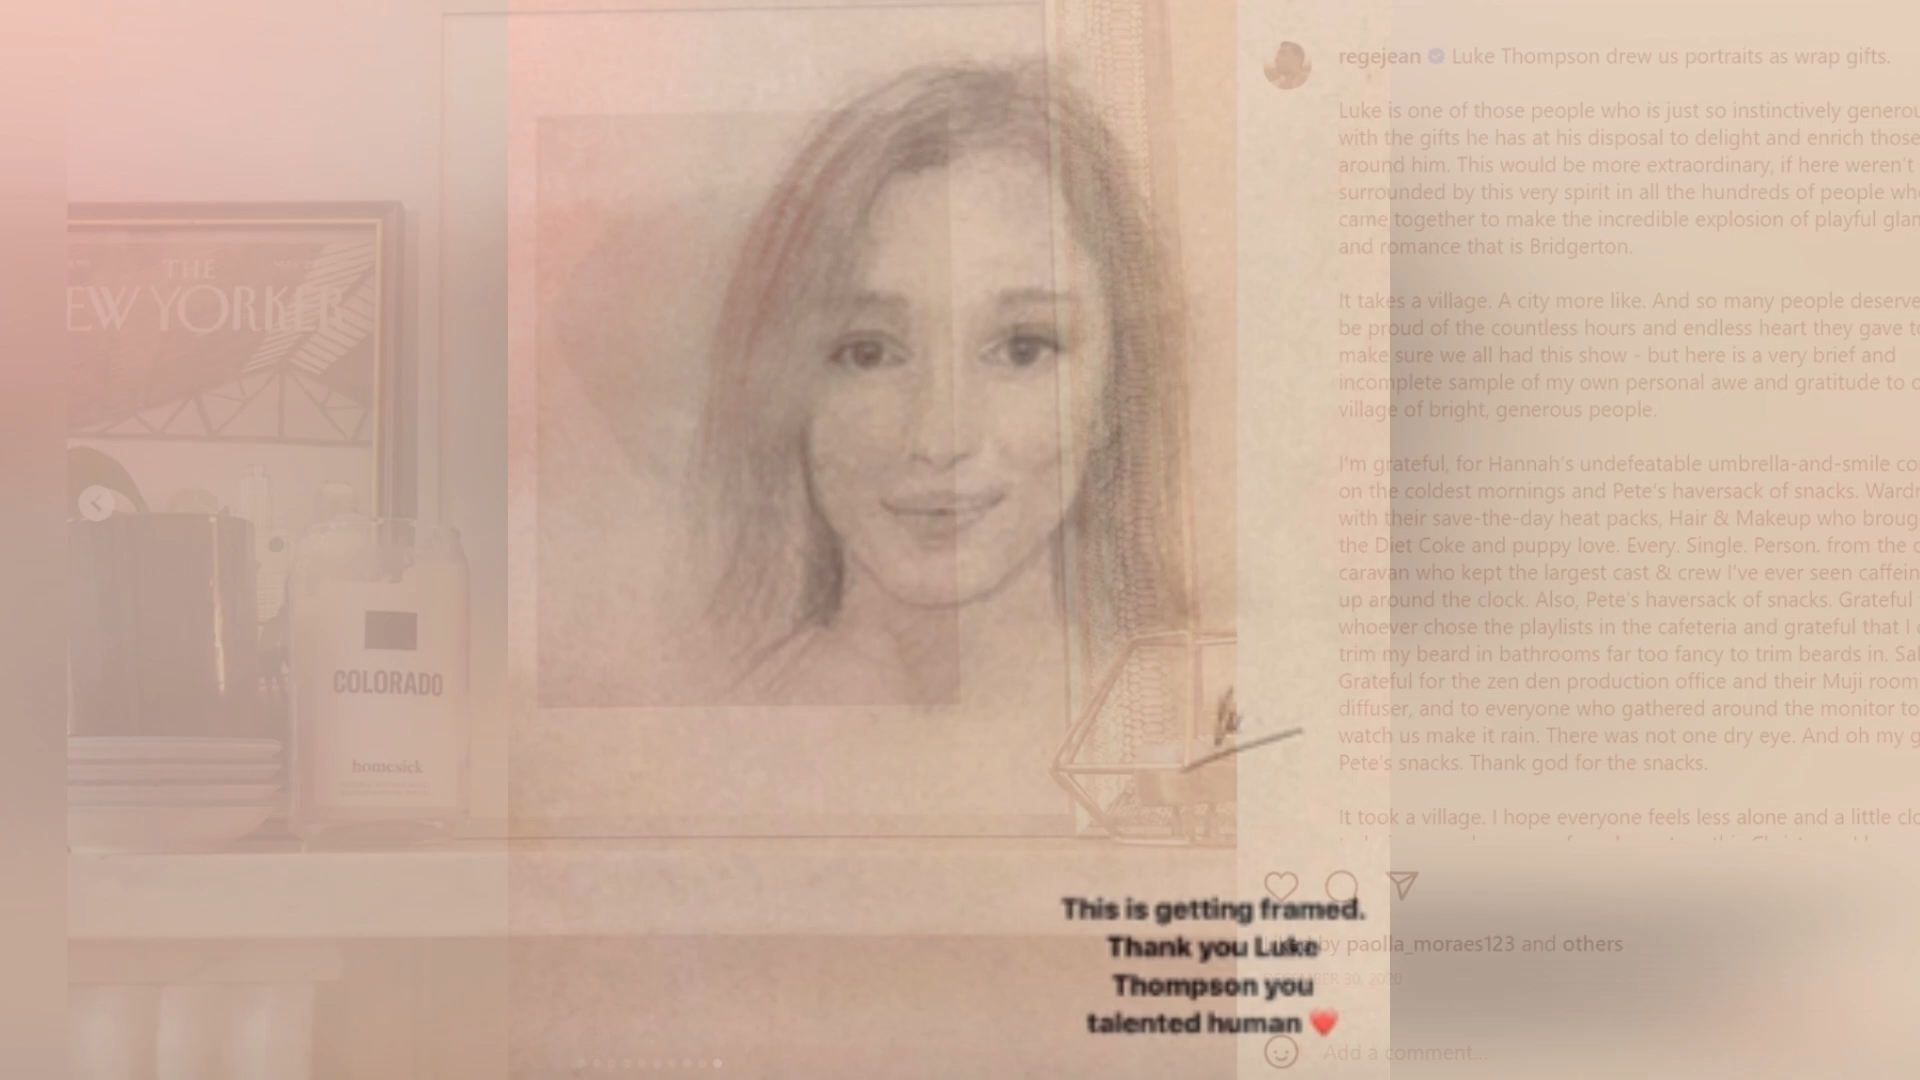 THE
EW YORKER
COLORADO
homesick
regejean Luke Thompson drew us portraits as wrap gifts.
Luke is one of those people who is just so instinctively
with the gifts he has at his disposal to delight and enrich those
around him. This would be more extraordinary, if here weren't
surrounded by this very spirit in all the hundreds of people
came together to make the incredible explosion of playful
and romance that is Bridgerton.
It takes a village. A city more like. And so many people deserve
be proud of the countless hours and endless heart they gave
make sure we all had this show - but here is a very brief and
incomplete sample of my own personal awe and gratitude to
village of bright, generous people.
I'm grateful, for Hannah's undefeatable umbrella-and-smile
on the coldest mornings and Pete's haversack of snacks.
with their save-the-day heat packs, Hair & Makeup who
the Diet Coke and puppy love. Every. Single. Person. from the
caravan who kept the largest cast & crew I've ever seen
up around the clock. Also, Pete's haversack of snacks. Grateful
whoever chose the playlists in the cafeteria and grateful that I
trim my beard in bathrooms far too fancy to trim beards in.
Grateful for the zen den production office and their Muji room
diffuser, and to everyone who gathered around the monitor to
watch us make it rain. There was not one dry eye. And oh my
Pete's snacks. Thank god for the snacks.
It took a village. I hope everyone feels less alone and a little
This is getting framed.
Thank you Luke
Thompson you
talented human ❤️
by paolla_moraes123 and others
30, 2020
Add a comment...